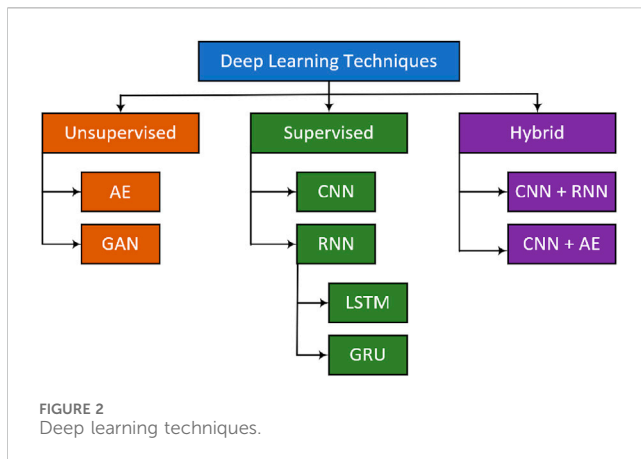 Deep Learning Techniques
Unsupervised
Supervised
Hybrid
AE
CNN
CNN + RNN
GAN
RNN
CNN + AE
LSTM
GRU
FIGURE 2
Deep learning techniques.